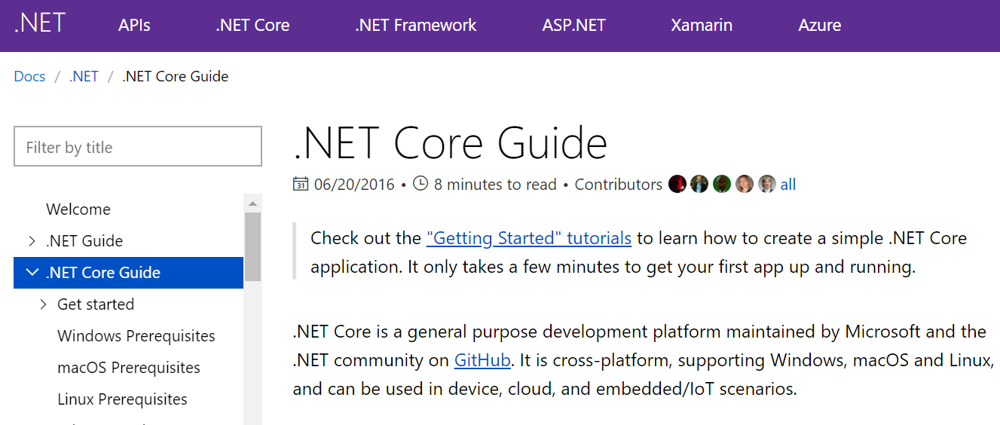 .NET APIs .NET Core .NET Framework ASP.NET Xamarin Azure
Docs / .NET / .NET Core Guide
Filter by title
Welcome
.NET Guide
.NET Core Guide
Get started
Windows Prerequisites
macOS Prerequisites
Linux Prerequisites
.NET Core Guide
31 06/20/2016 • 8 minutes to read • Contributors all
Check out the "Getting Started" tutorials to learn how to create a simple .NET Core
application. It only takes a few minutes to get your first app up and running.
.NET Core is a general purpose development platform maintained by Microsoft and the
.NET community on GitHub. It is cross-platform, supporting Windows, macOS and Linux,
and can be used in device, cloud, and embedded/IoT scenarios.